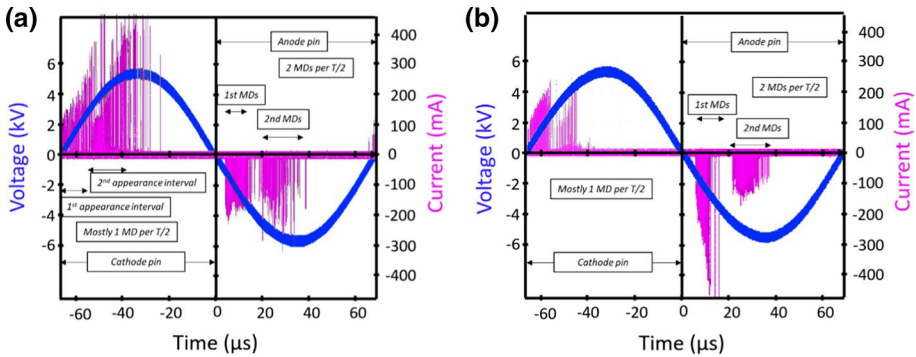 (a)
Voltage (kV)
6
4
2
0
-2
-4
-6
400
300
200
100
0
-100
-200
-300
-400
Current (mA)
Anode pin
2 MDs per T/2
1st MDs
2nd MDs
2nd appearance interval
1st appearance interval
Mostly 1 MD per T/2
Cathode pin
-60 -40 -20 0 20 40 60
Time (μs)
(b)
Voltage (kV)
6
4
2
0
-2
-4
-6
400
300
200
100
0
-100
-200
-300
-400
Current (mA)
Anode pin
2 MDs per T/2
1st MDs
2nd MDs
Mostly 1 MD per T/2
Cathode pin
-60 -40 -20 0 20 40 60
Time (μs)